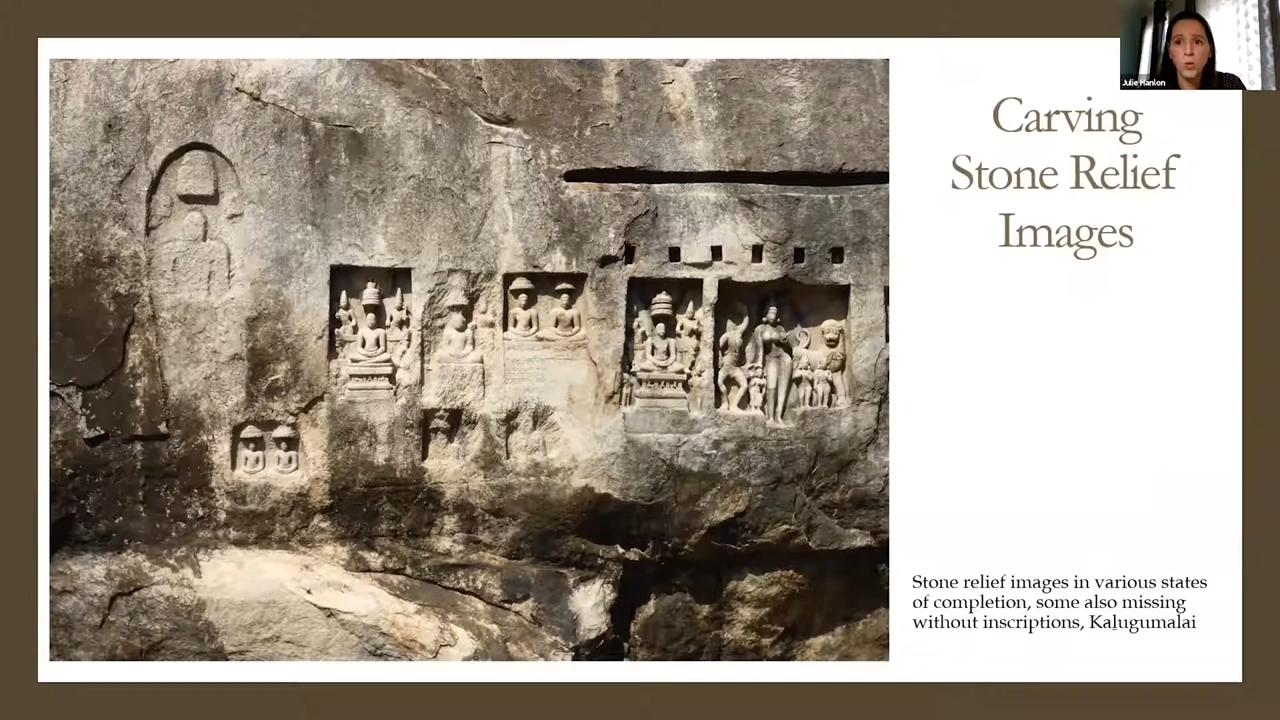 Julie Hanlon
Carving
Stone Relief
Images
Stone relief images in various states
of completion, some also missing
without inscriptions, Kaḻugumalai